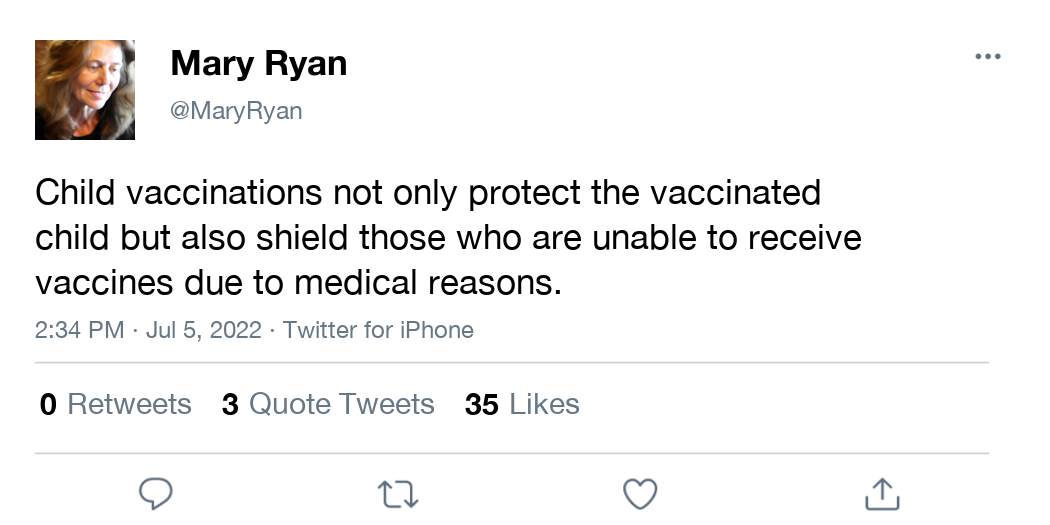 Mary Ryan
@MaryRyan
Child vaccinations not only protect the vaccinated
child but also shield those who are unable to receive
vaccines due to medical reasons.
2:34 PM · Jul 5, 2022 · Twitter for iPhone
0 Retweets 3 Quote Tweets 35 Likes